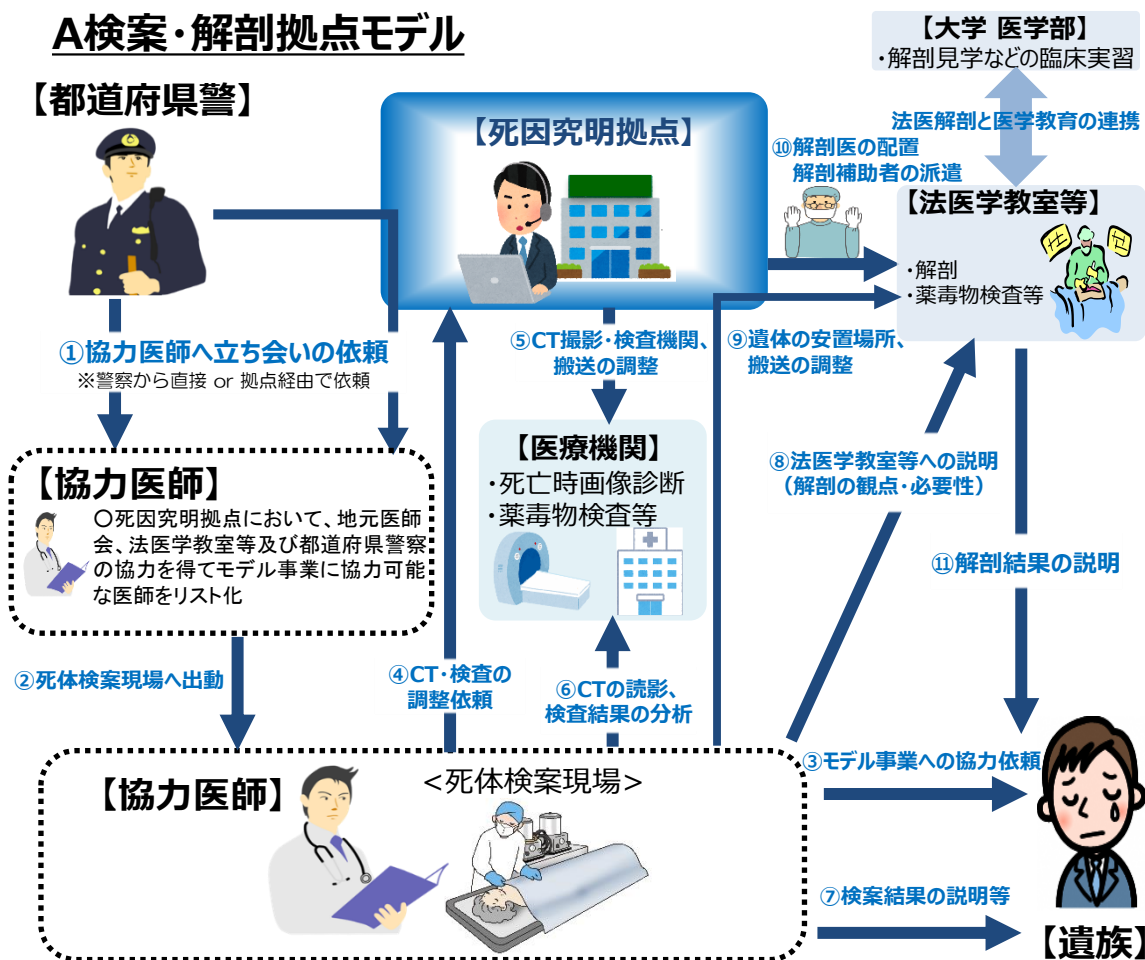 A検案・解剖拠点モデル
【大学 医学部】
・解剖見学などの臨床実習
【都道府県警】
【死因究明拠点】
法医解剖と医学教育の連携
⑩解剖医の配置
解剖補助者の派遣
【法医学教室等】
・解剖
・薬毒物検査等
①協力医師へ立ち会いの依頼
※警察から直接 or 拠点経由で依頼
⑤CT撮影・検査機関、
搬送の調整
⑨遺体の安置場所、
搬送の調整
【医療機関】
・死亡時画像診断
・薬毒物検査等
⑧法医学教室等への説明
（解剖の観点・必要性）
【協力医師】
〇死因究明拠点において、地元医師
会、法医学教室等及び都道府県警察
の協力を得てモデル事業に協力可能
な医師をリスト化
⑪解剖結果の説明
②死体検案現場へ出動
④CT・検査の
調整依頼
⑥CTの読影、
検査結果の分析
③モデル事業への協力依頼
【協力医師】
<死体検案現場>
⑦検案結果の説明等
【遺族】